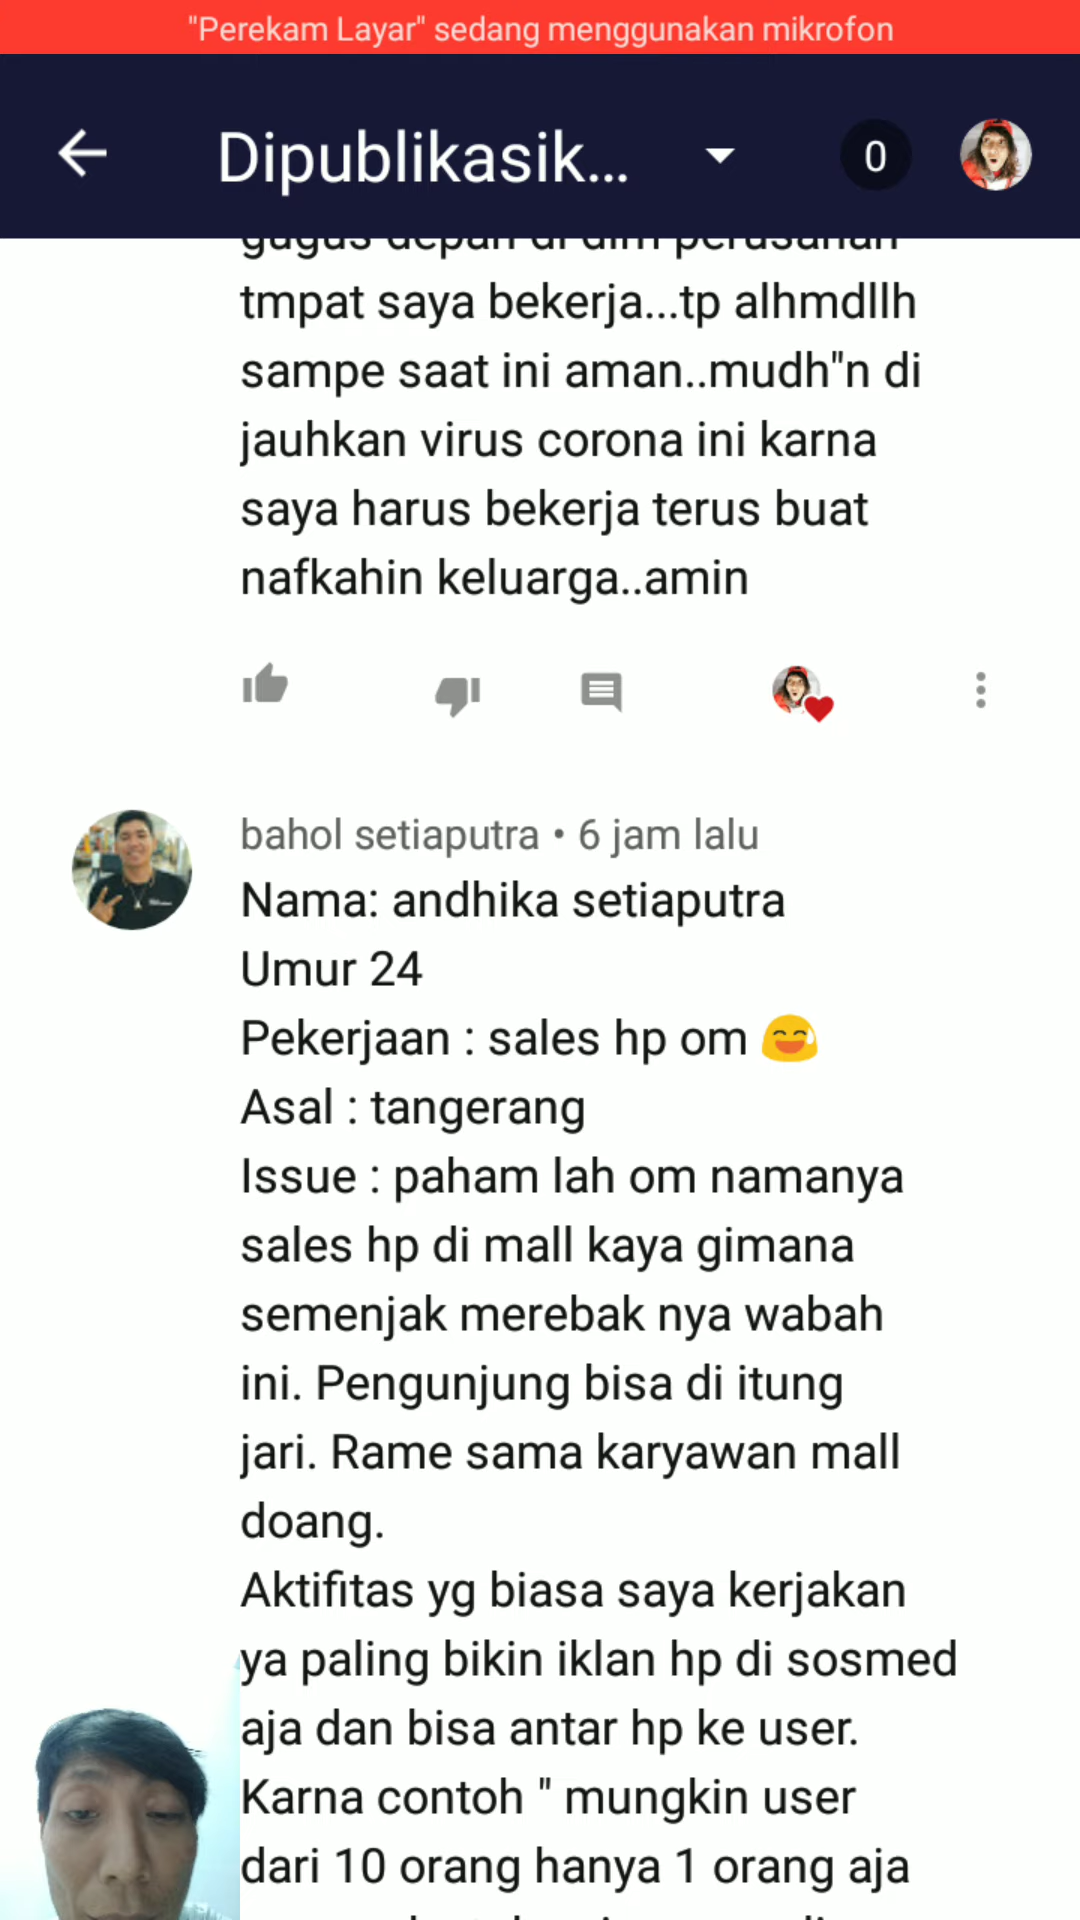 "Perekam Layar" sedang menggunakan mikrofon
Dipublikasik...
0
gugus depan di dlm perusahan
tmpat saya bekerja...tp alhmdllh
sampe saat ini aman..mudh"n di
jauhkan virus corona ini karna
saya harus bekerja terus buat
nafkahin keluarga..amin
bahol setiaputra • 6 jam lalu
Nama: andhika setiaputra
Umur 24
Pekerjaan : sales hp om 😅
Asal : tangerang
Issue : paham lah om namanya
sales hp di mall kaya gimana
semenjak merebak nya wabah
ini. Pengunjung bisa di itung
jari. Rame sama karyawan mall
doang.
Aktifitas yg biasa saya kerjakan
ya paling bikin iklan hp di sosmed
aja dan bisa antar hp ke user.
Karna contoh " mungkin user
dari 10 orang hanya 1 orang aja